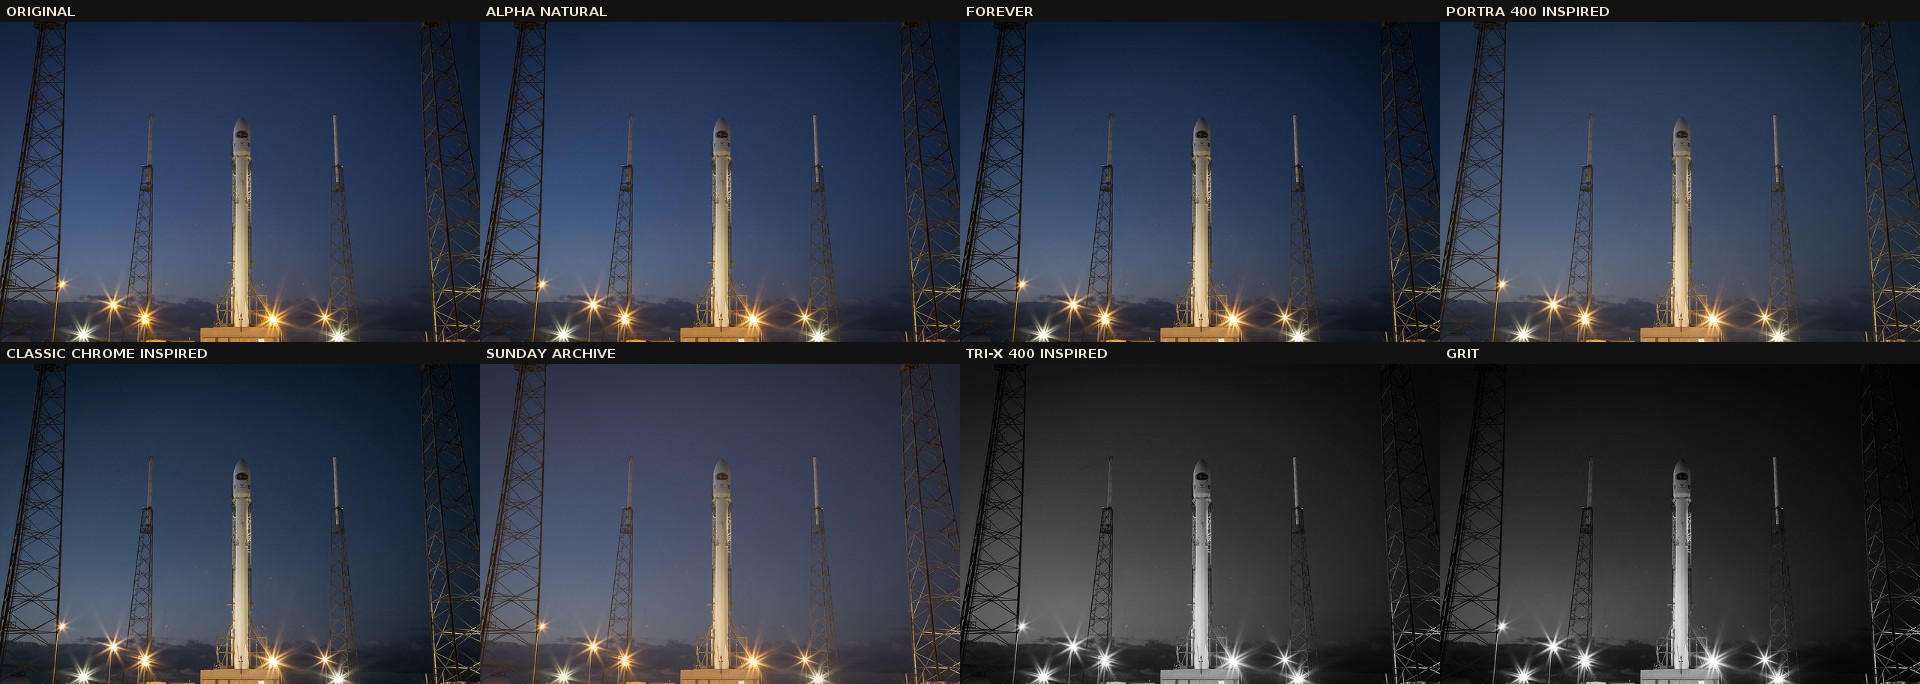 ORIGINAL
ALPHA NATURAL
FOREVER
PORTRA 400 INSPIRED
CLASSIC CHROME INSPIRED
SUNDAY ARCHIVE
TRI-X 400 INSPIRED
GRIT